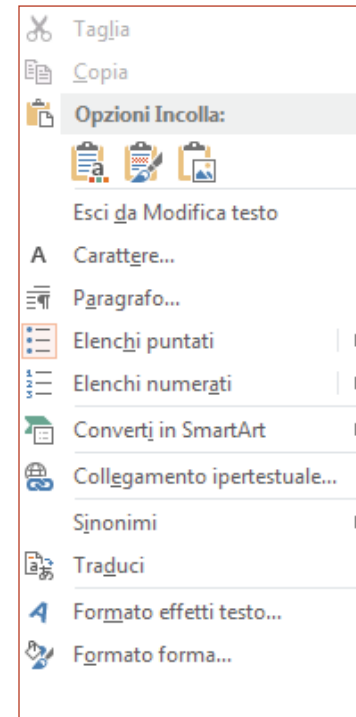 Taglia
Copia
Opzioni Incolla:
Esci da Modifica testo
Carattere...
Paragrafo...
Elenchi puntati
Elenchi numerati
Converti in SmartArt
Collegamento ipertestuale...
Sinonimi
Traduci
Formato effetti testo...
Formato forma...